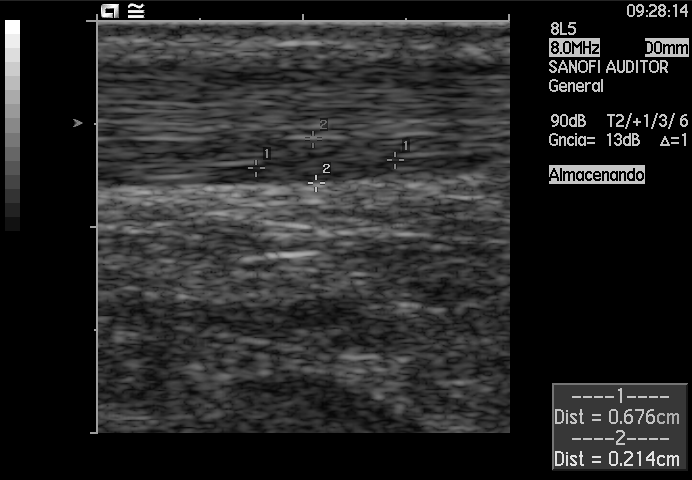 09:28:14
8L5
8.0MHz D0mm
SANOFI AUDITOR
General
90dB T2/+1/3/ 6
Gncia= 13dB Δ=1
Almacenando
2
1
1
2
----1----
Dist = 0.676cm
----2----
Dist = 0.214cm